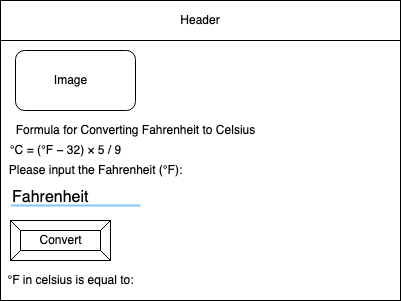 Header
Image
Formula for Converting Fahrenheit to Celsius
°C = (°F − 32) × 5 / 9
Please input the Fahrenheit (°F):
Fahrenheit
Convert
°F in celsius is equal to: